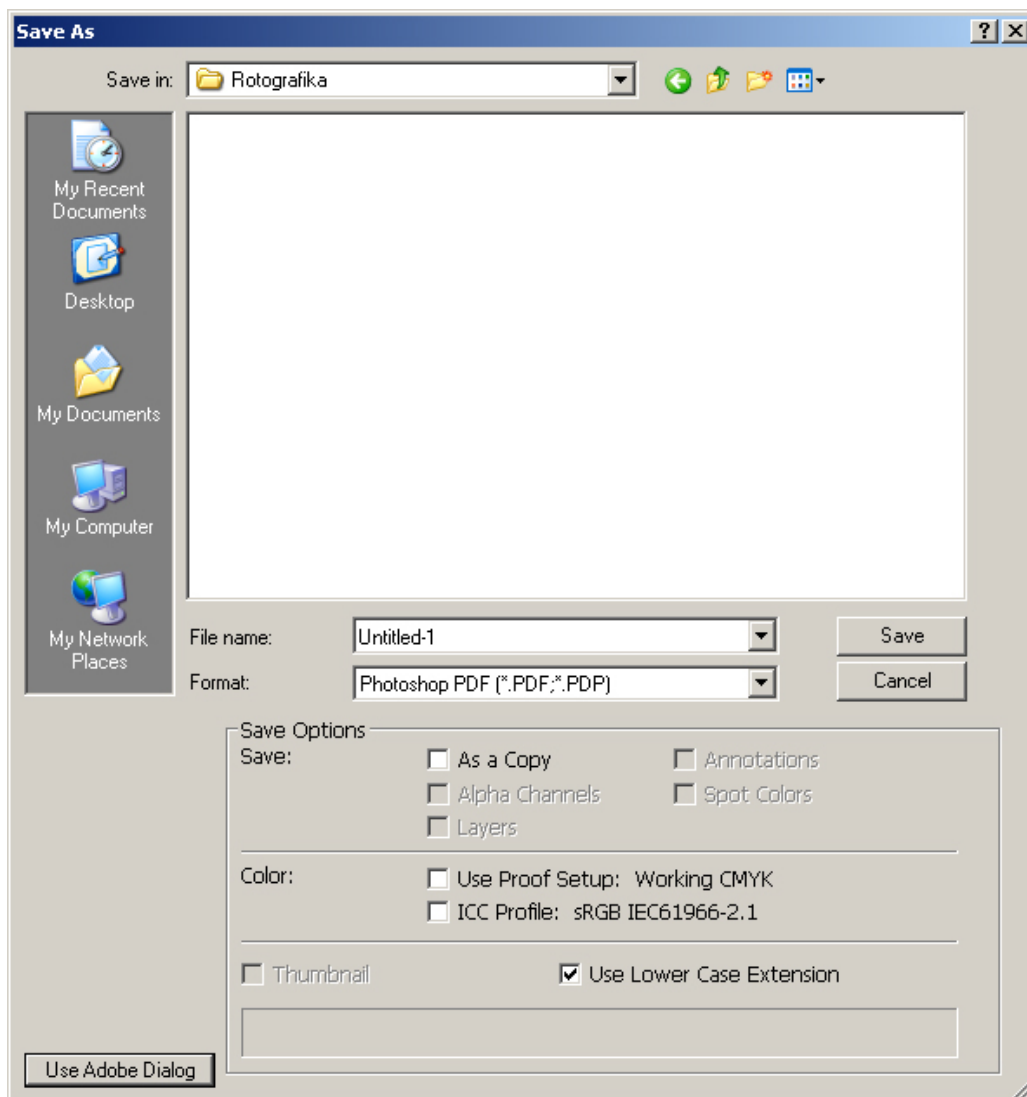 Save As
Save in: Rotografika
My Recent
Documents
Desktop
My Documents
My Computer
My Network
Places
File name: Untitled-1 Save
Format: Photoshop PDF (*.PDF;*.PDP) Cancel
Save Options
Save: As a Copy Annotations
Alpha Channels Spot Colors
Layers
Color: Use Proof Setup: Working CMYK
ICC Profile: sRGB IEC61966-2.1
Thumbnail Use Lower Case Extension
Use Adobe Dialog